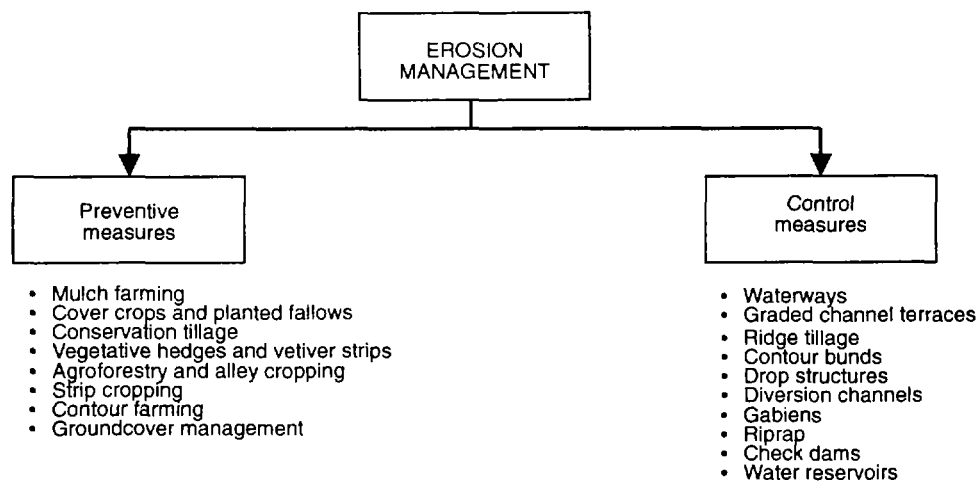 EROSION
MANAGEMENT
Preventive
measures
Control
measures
• Mulch farming
• Cover crops and planted fallows
• Conservation tillage
• Vegetative hedges and vetiver strips
• Agroforestry and alley cropping
• Strip cropping
• Contour farming
• Groundcover management
• Waterways
• Graded channel terraces
• Ridge tillage
• Contour bunds
• Drop structures
• Diversion channels
• Gabiens
• Riprap
• Check dams
• Water reservoirs